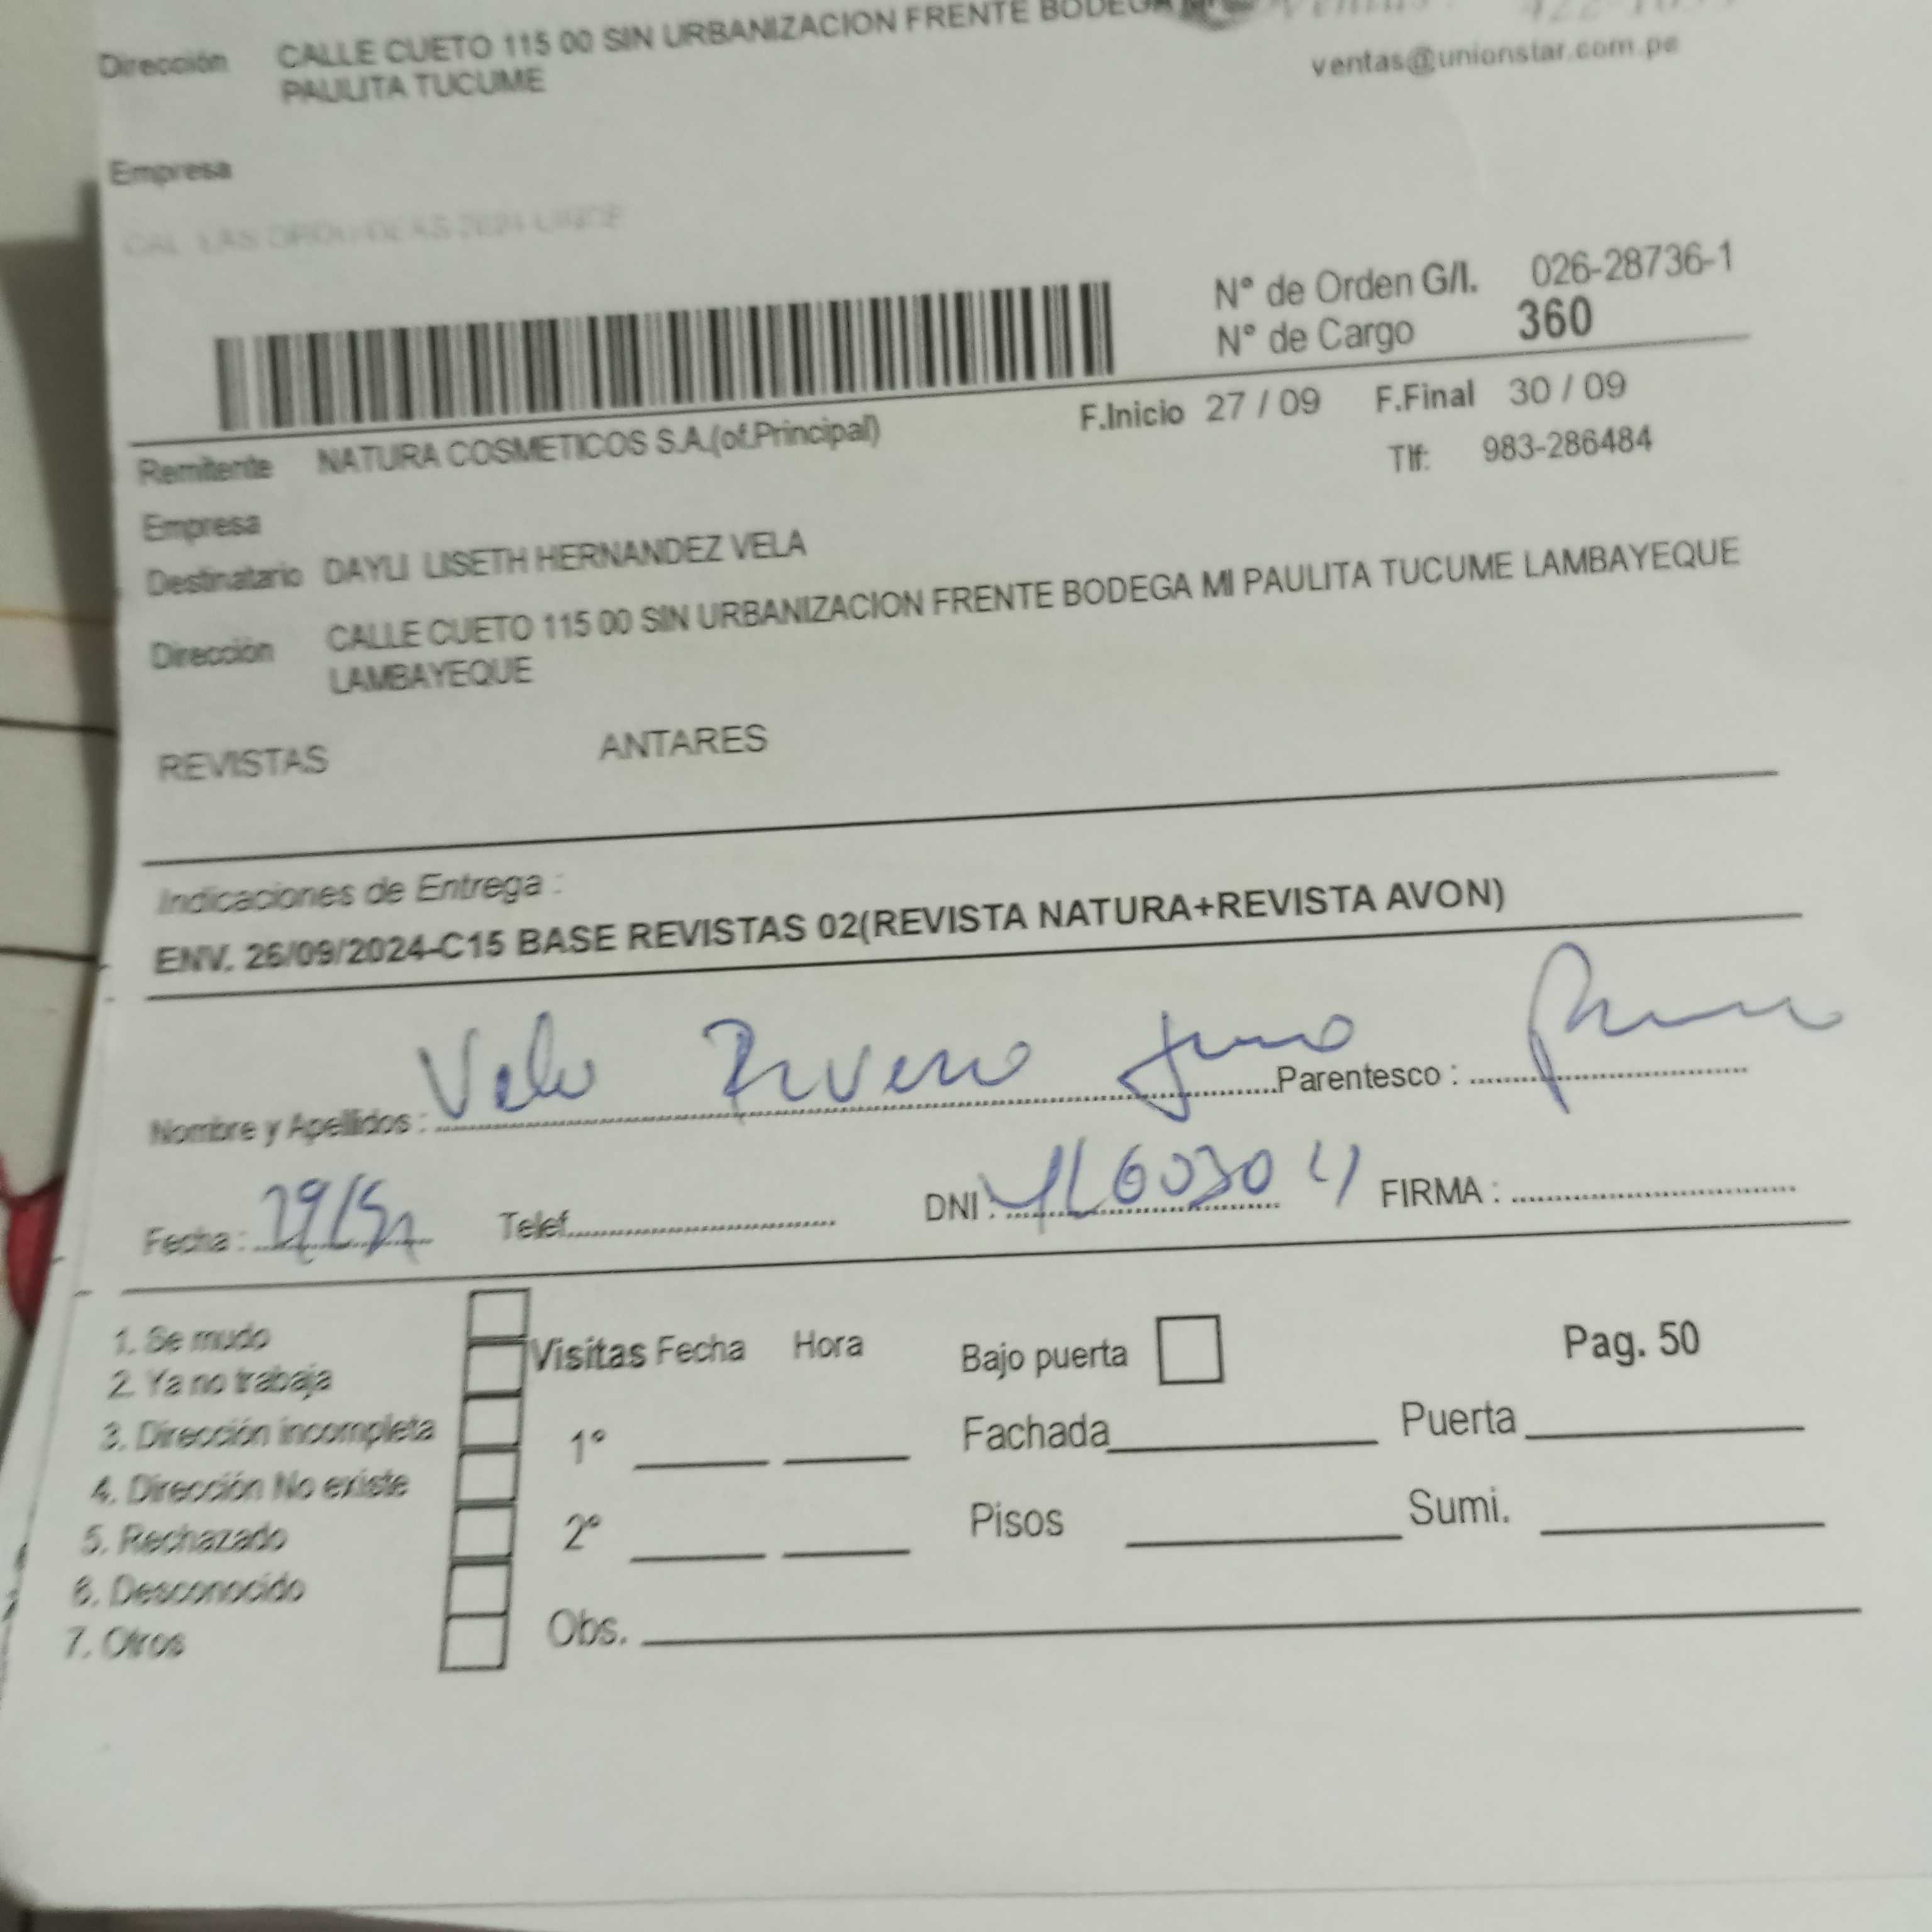 Dirección CALLE CUETO 115 00 SIN URBANIZACION FRENTE BODEGA
PAULITA TUCUME
ventas@unionstar.com.pe
Empresa
N° de Orden G/I. 026-28736-1
N° de Cargo 360
F.Inicio 27 / 09 F.Final 30 / 09
Remitente NATURA COSMETICOS S.A.(of.Principal)
Tlf: 983-286484
Empresa
Destinatario DAYLI LISETH HERNANDEZ VELA
Dirección CALLE CUETO 115 00 SIN URBANIZACION FRENTE BODEGA MI PAULITA TUCUME LAMBAYEQUE
LAMBAYEQUE
REVISTAS ANTARES
Indicaciones de Entrega :
ENV. 26/09/2024-C15 BASE REVISTAS 02(REVISTA NATURA+REVISTA AVON)
Nombre y Apellidos : Vela Rivero Parentesco :
Fecha : Telef. DNI : FIRMA :
1. Se mudo
2. Ya no trabaja
3. Dirección incompleta
4. Dirección No existe
5. Rechazado
6. Desconocido
7. Otros
Visitas Fecha Hora
1°
2°
Bajo puerta
Pag. 50
Fachada Puerta
Pisos Sumi.
Obs.